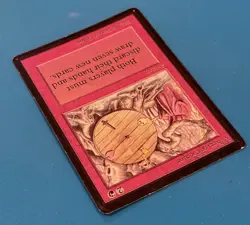 Both players must
discard their hands and
draw seven new cards.